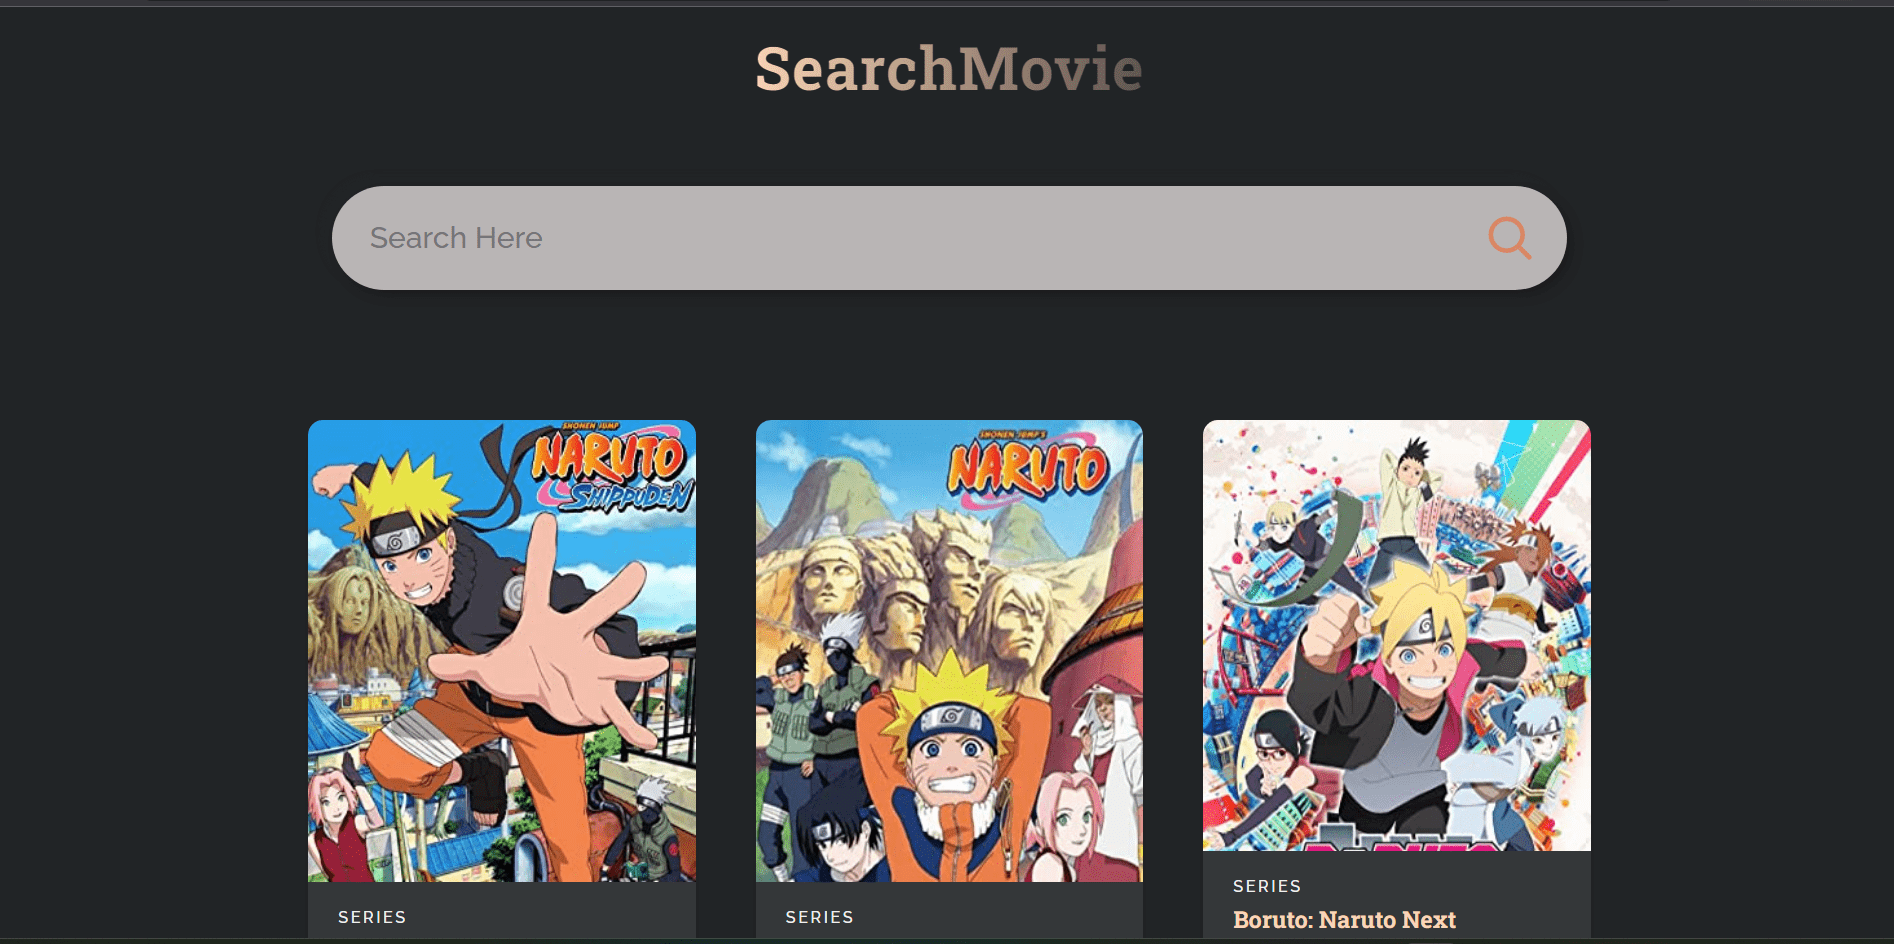 SearchMovie
Search Here
SHONEN JUMP
NARUTO
SHIPPUDEN
SHONEN JUMP'S
NARUTO
SERIES
SERIES
SERIES
Boruto: Naruto Next